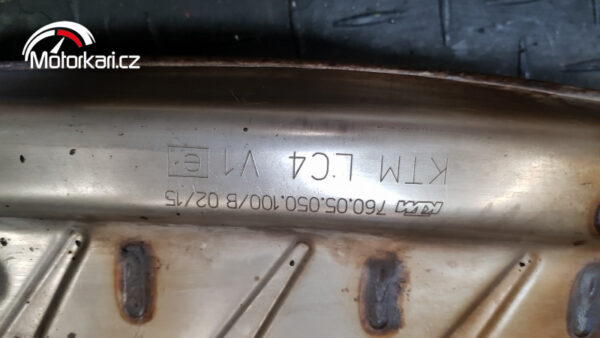 Motorkari.cz
KTM 760.05.050.100/B 02/15
KTM LC4 V1 e